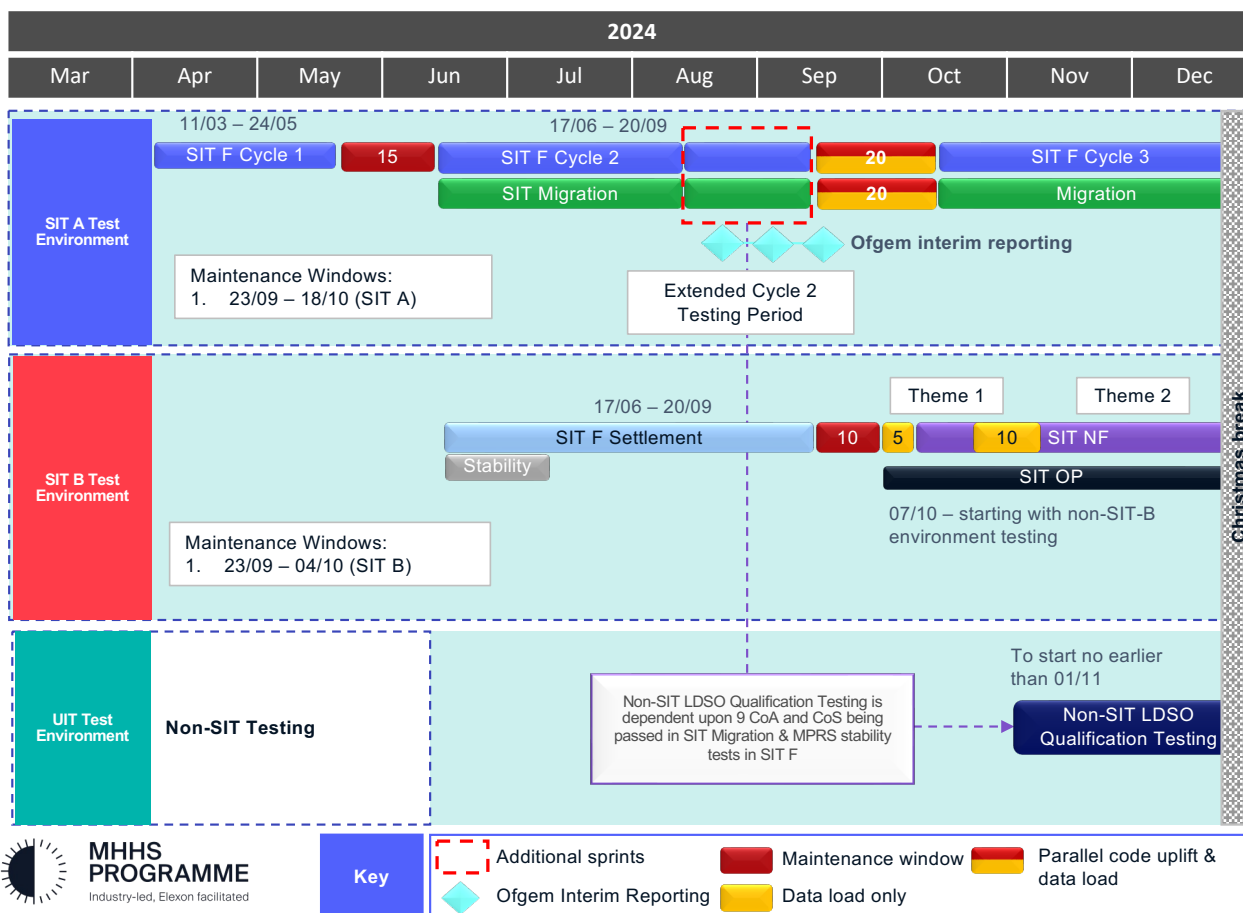 2024
Mar
Apr
May
Jun
Jul
Aug
Sep
Oct
Nov
Dec
SIT A Test
Environment
11/03 – 24/05
17/06 – 20/09
SIT F Cycle 1
15
SIT F Cycle 2
20
SIT F Cycle 3
SIT Migration
20
Migration
Ofgem interim reporting
Maintenance Windows:
1. 23/09 – 18/10 (SIT A)
Extended Cycle 2
Testing Period
SIT B Test
Environment
17/06 – 20/09
Theme 1
Theme 2
SIT F Settlement
10
5
10
SIT NF
Stability
SIT OP
07/10 – starting with non-SIT-B
environment testing
Maintenance Windows:
1. 23/09 – 04/10 (SIT B)
Christmas break
UIT Test
Environment
Non-SIT Testing
To start no earlier
than 01/11
Non-SIT LDSO Qualification Testing is
dependent upon 9 CoA and CoS being
passed in SIT Migration & MPRS stability
tests in SIT F
Non-SIT LDSO
Qualification Testing
MHHS
PROGRAMME
Industry-led, Elexon facilitated
Key
Additional sprints
Maintenance window
Parallel code uplift &
data load
Ofgem Interim Reporting
Data load only